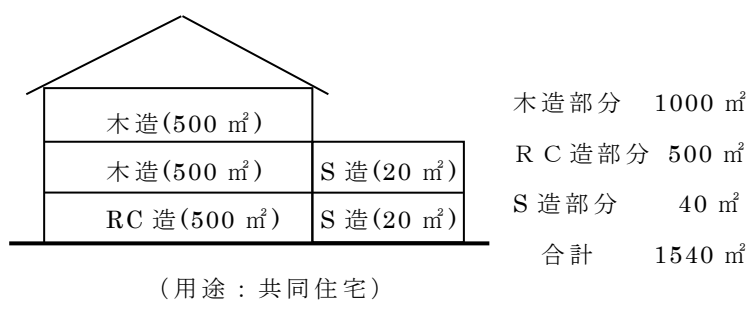 木造(500 ㎡)
木造(500 ㎡)
S 造(20 ㎡)
RC 造(500 ㎡)
S 造(20 ㎡)
(用途：共同住宅)
木造部分 1000 ㎡
ＲＣ造部分 500 ㎡
S 造部分 40 ㎡
合計 1540 ㎡